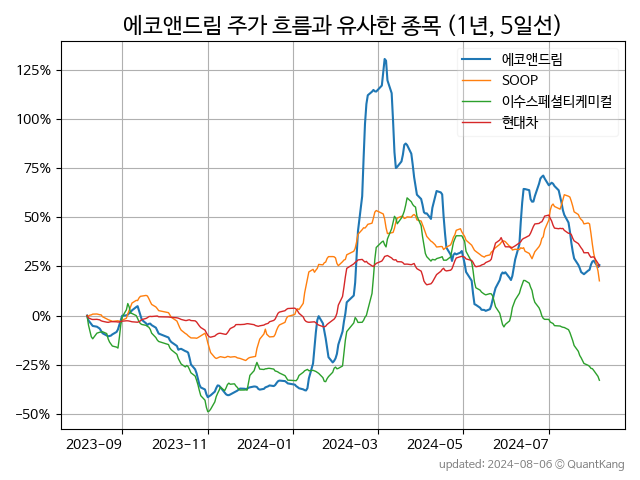 에코앤드림 주가 흐름과 유사한 종목 (1년, 5일선)
에코앤드림
SOOP
이수스페셜티케미컬
현대차
125%
100%
75%
50%
25%
0%
−25%
−50%
2023-09 2023-11 2024-01 2024-03 2024-05 2024-07
updated: 2024-08-06 © QuantKang